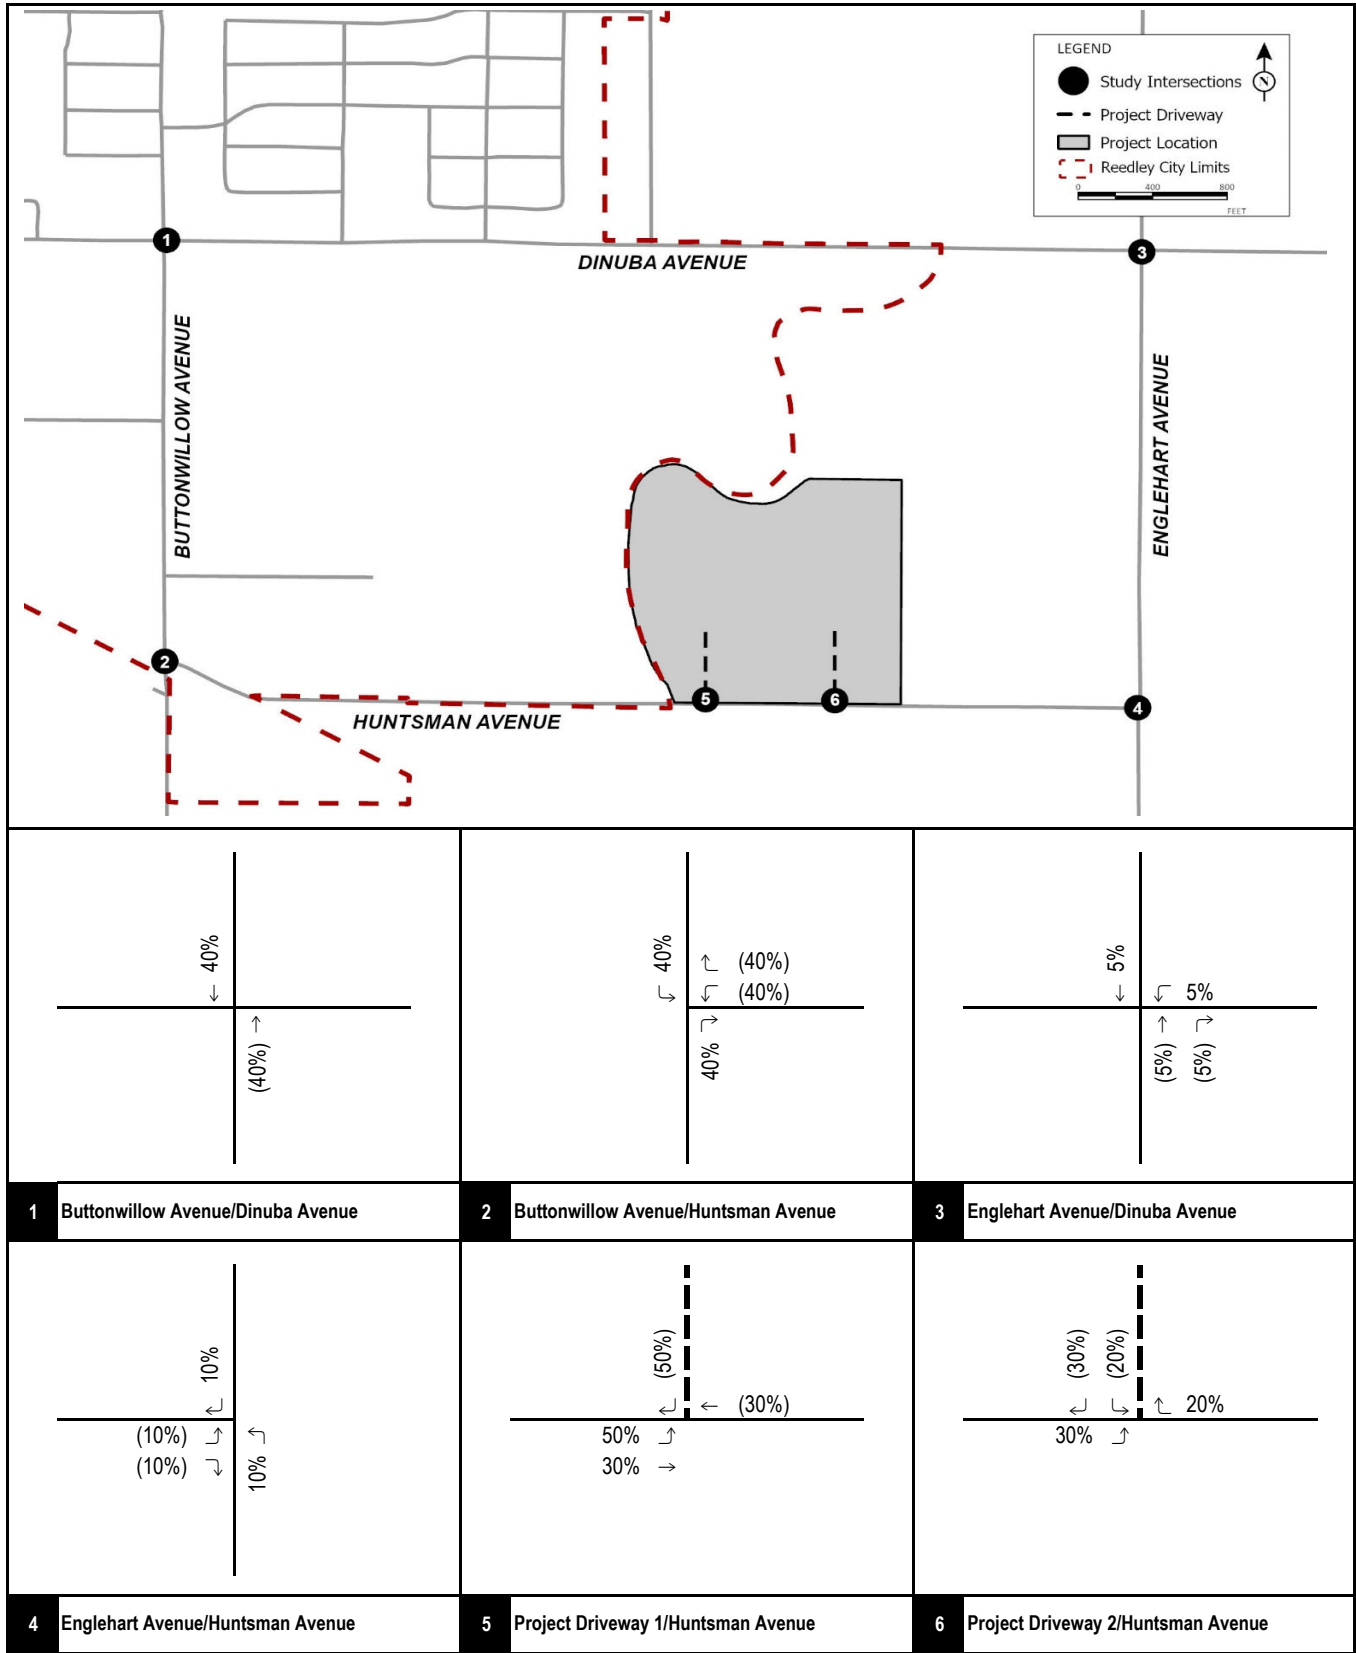 LEGEND
Study Intersections
N
Project Driveway
Project Location
Reedley City Limits
0 400 800
FEET
1
3
DINUBA AVENUE
BUTTONWILLOW AVENUE
ENGLEHART AVENUE
2
5
6
4
HUNTSMAN AVENUE
40%
(40%)
1 Buttonwillow Avenue/Dinuba Avenue
40%
(40%)
(40%)
40%
2 Buttonwillow Avenue/Huntsman Avenue
5%
5%
(5%)
(5%)
3 Englehart Avenue/Dinuba Avenue
10%
(10%)
(10%)
10%
4 Englehart Avenue/Huntsman Avenue
(50%)
(30%)
50%
30%
5 Project Driveway 1/Huntsman Avenue
(30%)
(20%)
20%
30%
6 Project Driveway 2/Huntsman Avenue